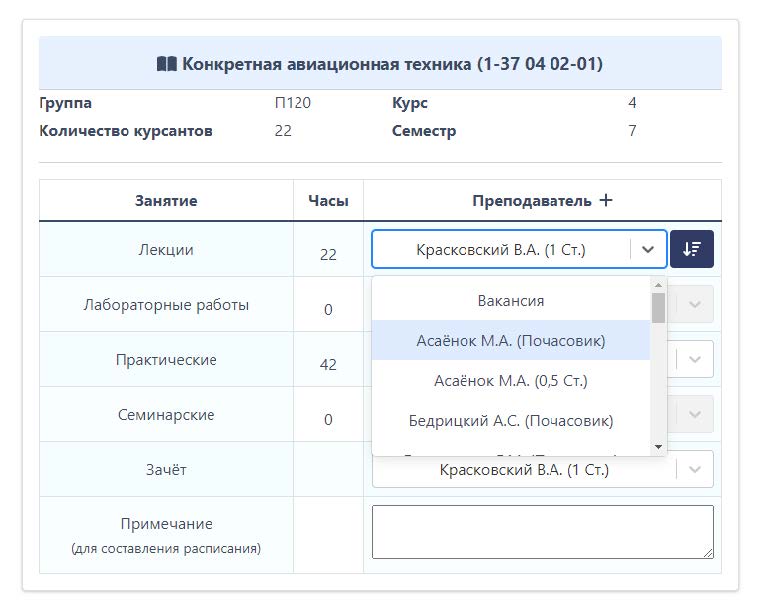 Конкретная авиационная техника (1-37 04 02-01)
Группа П120 Курс 4
Количество курсантов 22 Семестр 7
Занятие Часы Преподаватель +
Лекции 22 Красковский В.А. (1 Ст.)
Вакансия
Лабораторные работы 0
Асаёнок М.А. (Почасовик)
Практические 42
Асаёнок М.А. (0,5 Ст.)
Семинарские 0
Бедрицкий А.С. (Почасовик)
Зачёт Красковский В.А. (1 Ст.)
Примечание
(для составления расписания)